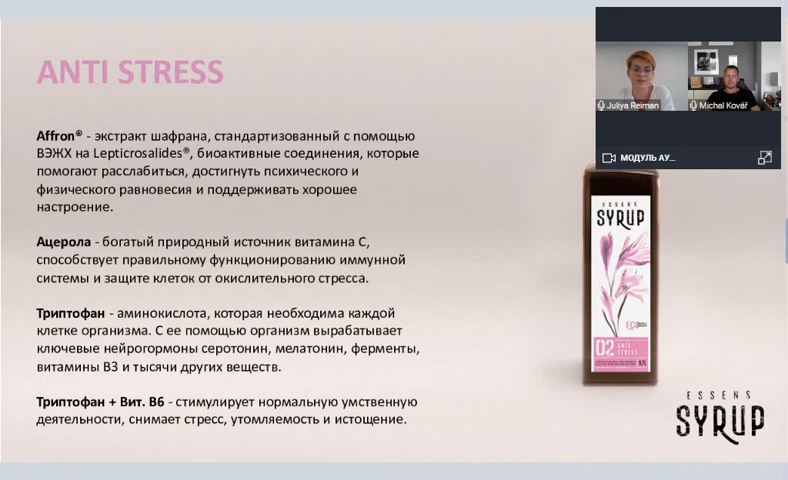 ANTI STRESS
Affron® - экстракт шафрана, стандартизованный с помощью
ВЭЖХ на Lepticrosalides®, биоактивные соединения, которые
помогают расслабиться, достигнуть психического и
физического равновесия и поддерживать хорошее
настроение.
Ацерола - богатый природный источник витамина С,
способствует правильному функционированию иммунной
системы и защите клеток от окислительного стресса.
Триптофан - аминокислота, которая необходима каждой
клетке организма. С ее помощью организм вырабатывает
ключевые нейрогормоны серотонин, мелатонин, ферменты,
витамины В3 и тысячи других веществ.
Триптофан + Вит. В6 - стимулирует нормальную умственную
деятельности, снимает стресс, утомляемость и истощение.
Juliya Reiman
Michal Kovář
МОДУЛЬ АУ...
ESSENS
SYRUP
02 ANTI
STRESS
ESSENS
SYRUP